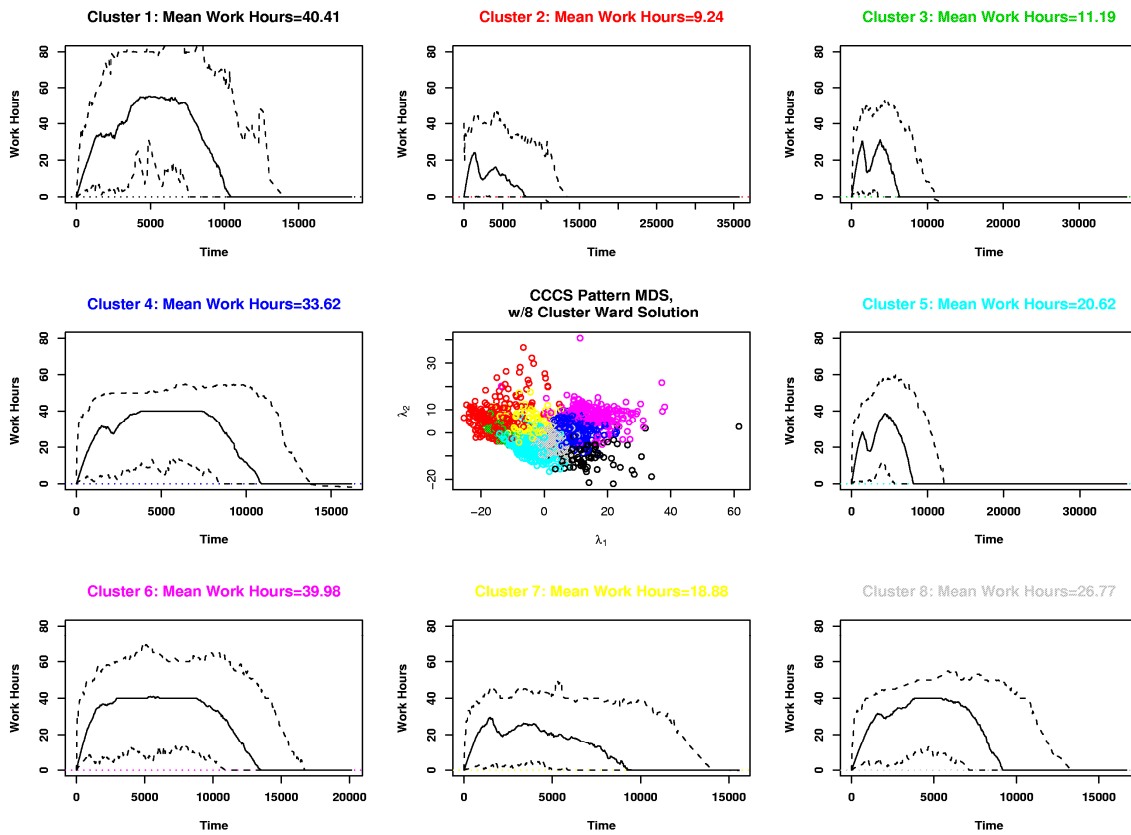 Cluster 1: Mean Work Hours=40.41
Work Hours
0 20 40 60 80
0 5000 10000 15000
Time
Cluster 2: Mean Work Hours=9.24
Work Hours
0 20 40 60 80
0 5000 15000 25000 35000
Time
Cluster 3: Mean Work Hours=11.19
Work Hours
0 20 40 60 80
0 10000 20000 30000
Time
Cluster 4: Mean Work Hours=33.62
Work Hours
0 20 40 60 80
0 5000 10000 15000
Time
CCCS Pattern MDS,
w/8 Cluster Ward Solution
λ2
−20 0 10 30
−20 0 20 40 60
λ1
Cluster 5: Mean Work Hours=20.62
Work Hours
0 20 40 60 80
0 10000 20000 30000
Time
Cluster 6: Mean Work Hours=39.98
Work Hours
0 20 40 60 80
0 5000 10000 15000 20000
Time
Cluster 7: Mean Work Hours=18.88
Work Hours
0 20 40 60 80
0 5000 10000 15000
Time
Cluster 8: Mean Work Hours=26.77
Work Hours
0 20 40 60 80
0 5000 10000 15000
Time